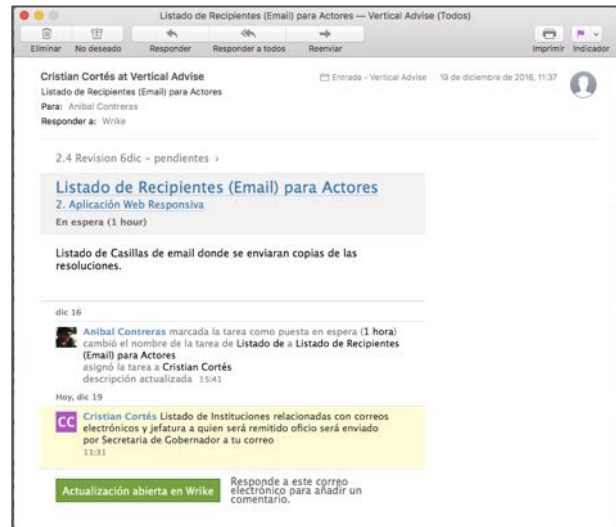 Listado de Recipientes (Email) para Actores — Vertical Advise (Todos)
Eliminar No deseado Responder Responder a todos Reenviar Imprimir Indicador
Cristian Cortés at Vertical Advise Entrada - Vertical Advise 19 de diciembre de 2016, 11:37
Listado de Recipientes (Email) para Actores
Para: Anibal Contreras
Responder a: Wrike
2.4 Revision 6dic – pendientes ›
Listado de Recipientes (Email) para Actores
2. Aplicación Web Responsiva
En espera (1 hour)
Listado de Casillas de email donde se enviaran copias de las
resoluciones.
dic 16
Anibal Contreras marcada la tarea como puesta en espera (1 hora)
cambió el nombre de la tarea de Listado de a Listado de Recipientes
(Email) para Actores
asignó la tarea a Cristian Cortés
descripción actualizada 15:41
Hoy, dic 19
CC
Cristian Cortés Listado de Instituciones relacionadas con correos
electrónicos y jefatura a quien será remitido oficio será enviado
por Secretaria de Gobernador a tu correo
11:31
Actualización abierta en Wrike
Responde a este correo
electrónico para añadir un
comentario.